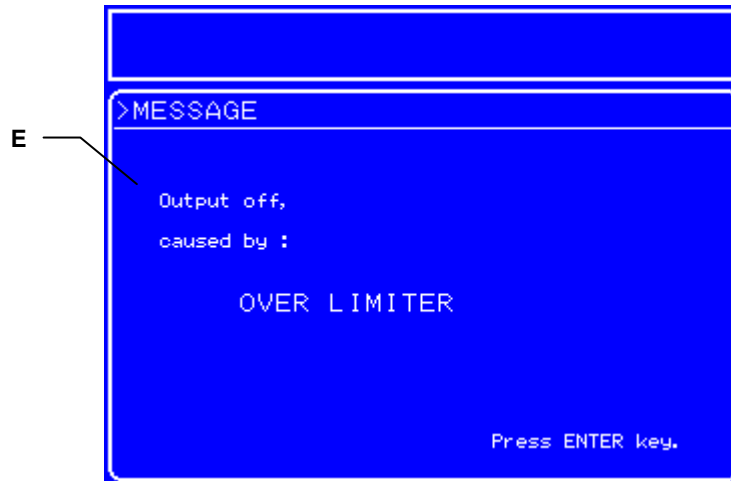 >MESSAGE
E
Output off,
caused by :
OVER LIMITER
Press ENTER key.